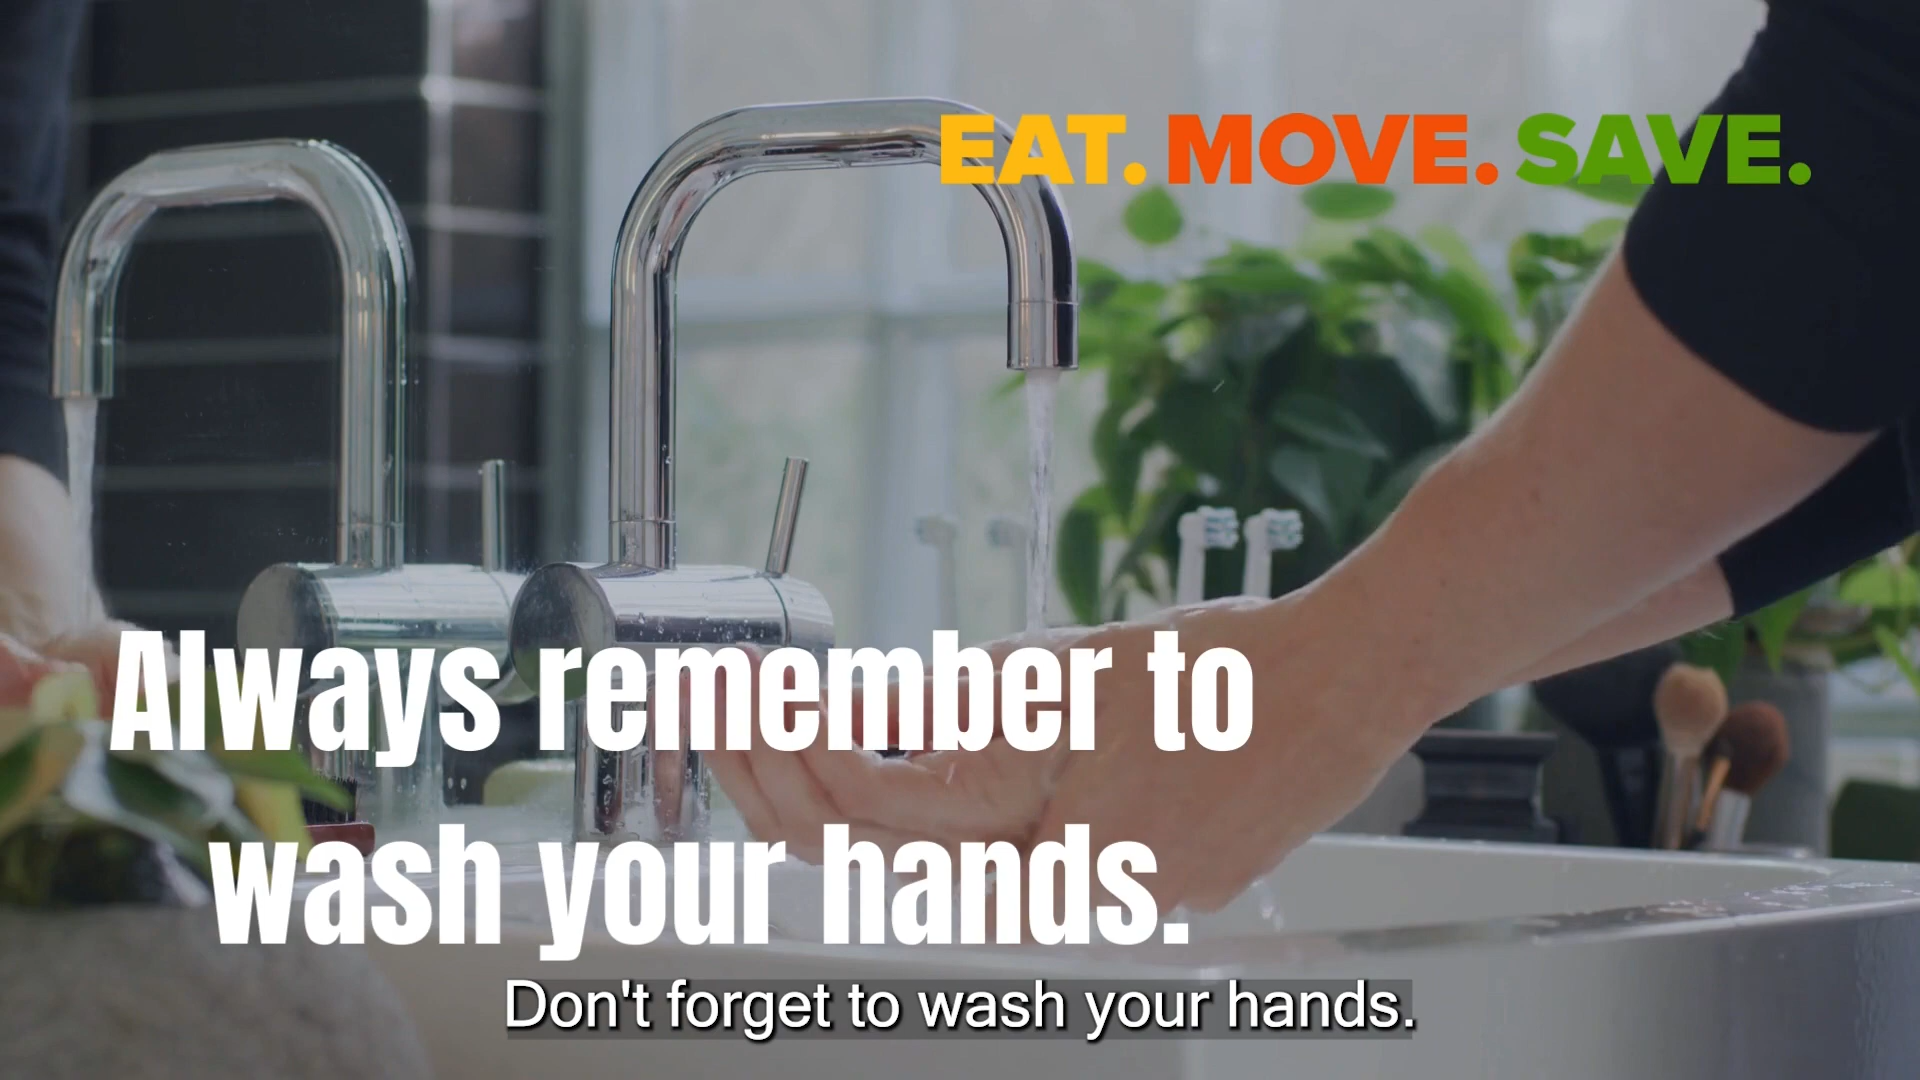 EAT. MOVE. SAVE.
Always remember to
wash your hands.
Don't forget to wash your hands.